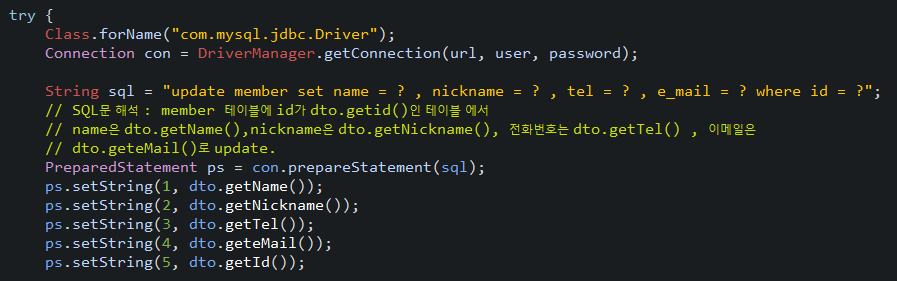 try {
Class.forName("com.mysql.jdbc.Driver");
Connection con = DriverManager.getConnection(url, user, password);
String sql = "update member set name = ? , nickname = ? , tel = ? , e_mail = ? where id = ?";
// SQL문 해석 : member 테이블에 id가 dto.getid()인 테이블 에서
// name은 dto.getName(),nickname은 dto.getNickname(), 전화번호는 dto.getTel() , 이메일은
// dto.geteMail()로 update.
PreparedStatement ps = con.prepareStatement(sql);
ps.setString(1, dto.getName());
ps.setString(2, dto.getNickname());
ps.setString(3, dto.getTel());
ps.setString(4, dto.geteMail());
ps.setString(5, dto.getId());